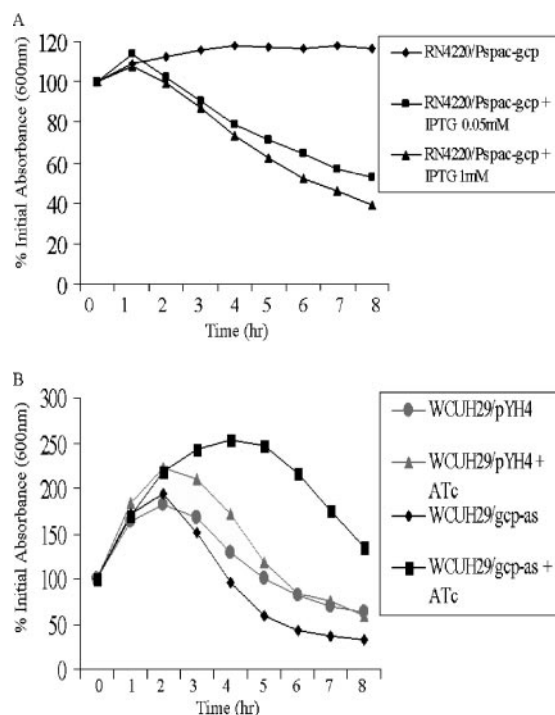 A
% Initial Absorbance (600nm)
120
100
80
60
40
20
0
0 1 2 3 4 5 6 7 8
Time (hr)
RN4220/Pspac-gcp
RN4220/Pspac-gcp +
IPTG 0.05mM
RN4220/Pspac-gcp +
IPTG 1mM
B
% Initial Absorbance (600nm)
300
250
200
150
100
50
0
0 1 2 3 4 5 6 7 8
Time (hr)
WCUH29/pYH4
WCUH29/pYH4 +
ATc
WCUH29/gcp-as
WCUH29/gcp-as +
ATc